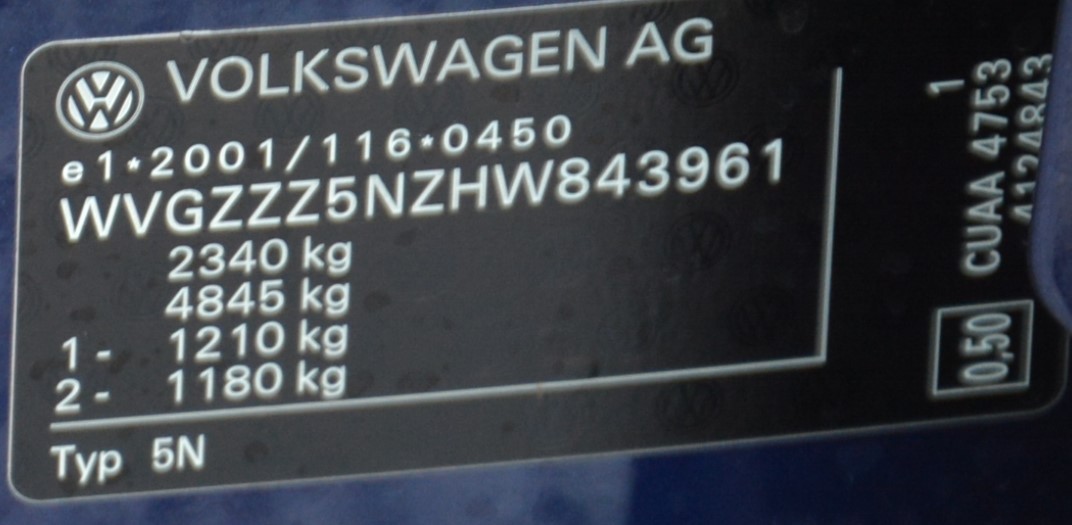 VOLKSWAGEN AG
e1*2001/116*0450
WVGZZZ5NZHW843961
2340 kg
4845 kg
1 - 1210 kg
2 - 1180 kg
Typ 5N
1
CUAA 4753
4124843
0,50